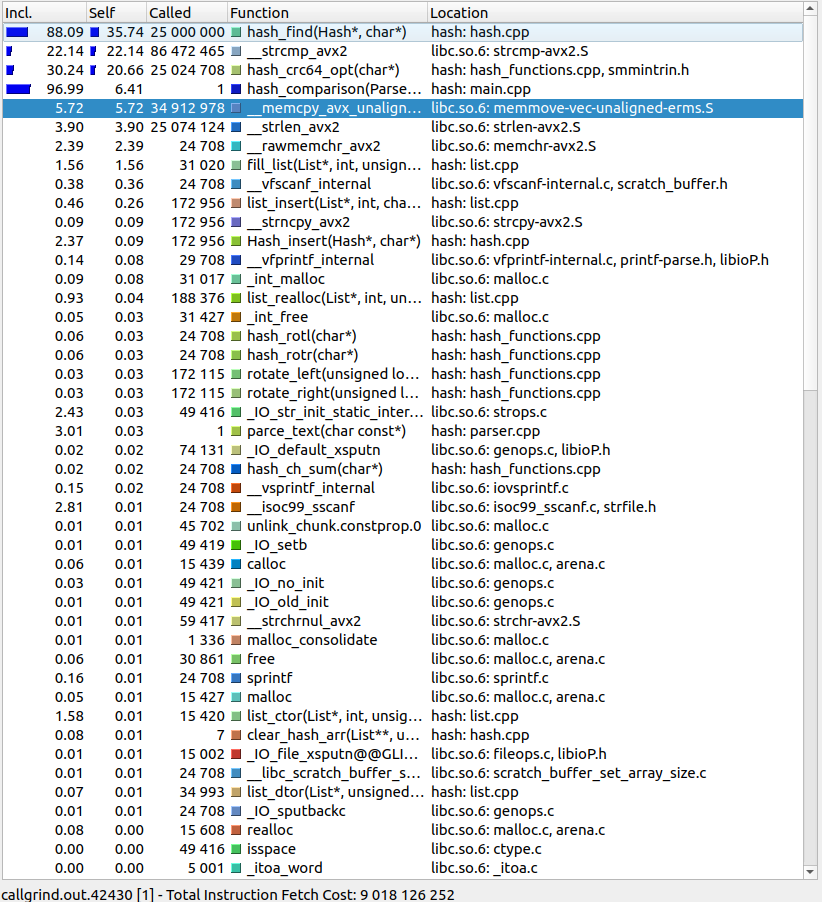 Incl. Self Called Function Location
88.09 35.74 25 000 000 hash_find(Hash*, char*) hash: hash.cpp
22.14 22.14 86 472 465 __strcmp_avx2 libc.so.6: strcmp-avx2.S
30.24 20.66 25 024 708 hash_crc64_opt(char*) hash: hash_functions.cpp, smmintrin.h
96.99 6.41 1 hash_comparison(Parse... hash: main.cpp
5.72 5.72 34 912 978 __memcpy_avx_unalign... libc.so.6: memmove-vec-unaligned-erms.S
3.90 3.90 25 074 124 __strlen_avx2 libc.so.6: strlen-avx2.S
2.39 2.39 24 708 __rawmemchr_avx2 libc.so.6: memchr-avx2.S
1.56 1.56 31 020 fill_list(List*, int, unsign... hash: list.cpp
0.38 0.36 24 708 __vfscanf_internal libc.so.6: vfscanf-internal.c, scratch_buffer.h
0.46 0.26 172 956 list_insert(List*, int, cha... hash: list.cpp
0.09 0.09 172 956 __strncpy_avx2 libc.so.6: strcpy-avx2.S
2.37 0.09 172 956 Hash_insert(Hash*, char*) hash: hash.cpp
0.14 0.08 29 708 __vfprintf_internal libc.so.6: vfprintf-internal.c, printf-parse.h, libioP.h
0.09 0.08 31 017 _int_malloc libc.so.6: malloc.c
0.93 0.04 188 376 list_realloc(List*, int, un... hash: list.cpp
0.05 0.03 31 427 _int_free libc.so.6: malloc.c
0.06 0.03 24 708 hash_rotl(char*) hash: hash_functions.cpp
0.06 0.03 24 708 hash_rotr(char*) hash: hash_functions.cpp
0.03 0.03 172 115 rotate_left(unsigned lo... hash: hash_functions.cpp
0.03 0.03 172 115 rotate_right(unsigned l... hash: hash_functions.cpp
2.43 0.03 49 416 _IO_str_init_static_inter... libc.so.6: strops.c
3.01 0.03 1 parce_text(char const*) hash: parser.cpp
0.02 0.02 74 131 _IO_default_xsputn libc.so.6: genops.c, libioP.h
0.02 0.02 24 708 hash_ch_sum(char*) hash: hash_functions.cpp
0.15 0.02 24 708 __vsprintf_internal libc.so.6: iovsprintf.c
2.81 0.01 24 708 __isoc99_sscanf libc.so.6: isoc99_sscanf.c, strfile.h
0.01 0.01 45 702 unlink_chunk.constprop.0 libc.so.6: malloc.c
0.01 0.01 49 419 _IO_setb libc.so.6: genops.c
0.06 0.01 15 439 calloc libc.so.6: malloc.c, arena.c
0.03 0.01 49 421 _IO_no_init libc.so.6: genops.c
0.01 0.01 49 421 _IO_old_init libc.so.6: genops.c
0.01 0.01 59 417 __strchrnul_avx2 libc.so.6: strchr-avx2.S
0.01 0.01 1 336 malloc_consolidate libc.so.6: malloc.c
0.06 0.01 30 861 free libc.so.6: malloc.c, arena.c
0.16 0.01 24 708 sprintf libc.so.6: sprintf.c
0.05 0.01 15 427 malloc libc.so.6: malloc.c, arena.c
1.58 0.01 15 420 list_ctor(List*, int, unsig... hash: list.cpp
0.08 0.01 7 clear_hash_arr(List**, u... hash: hash.cpp
0.01 0.01 15 002 _IO_file_xsputn@@GLI... libc.so.6: fileops.c, libioP.h
0.01 0.01 24 708 __libc_scratch_buffer_s... libc.so.6: scratch_buffer_set_array_size.c
0.07 0.01 34 993 list_dtor(List*, unsigned... hash: list.cpp
0.01 0.01 24 708 _IO_sputbackc libc.so.6: genops.c
0.08 0.00 15 608 realloc libc.so.6: malloc.c, arena.c
0.00 0.00 49 416 isspace libc.so.6: ctype.c
0.00 0.00 5 001 _itoa_word libc.so.6: _itoa.c
callgrind.out.42430 [1] - Total Instruction Fetch Cost: 9 018 126 252